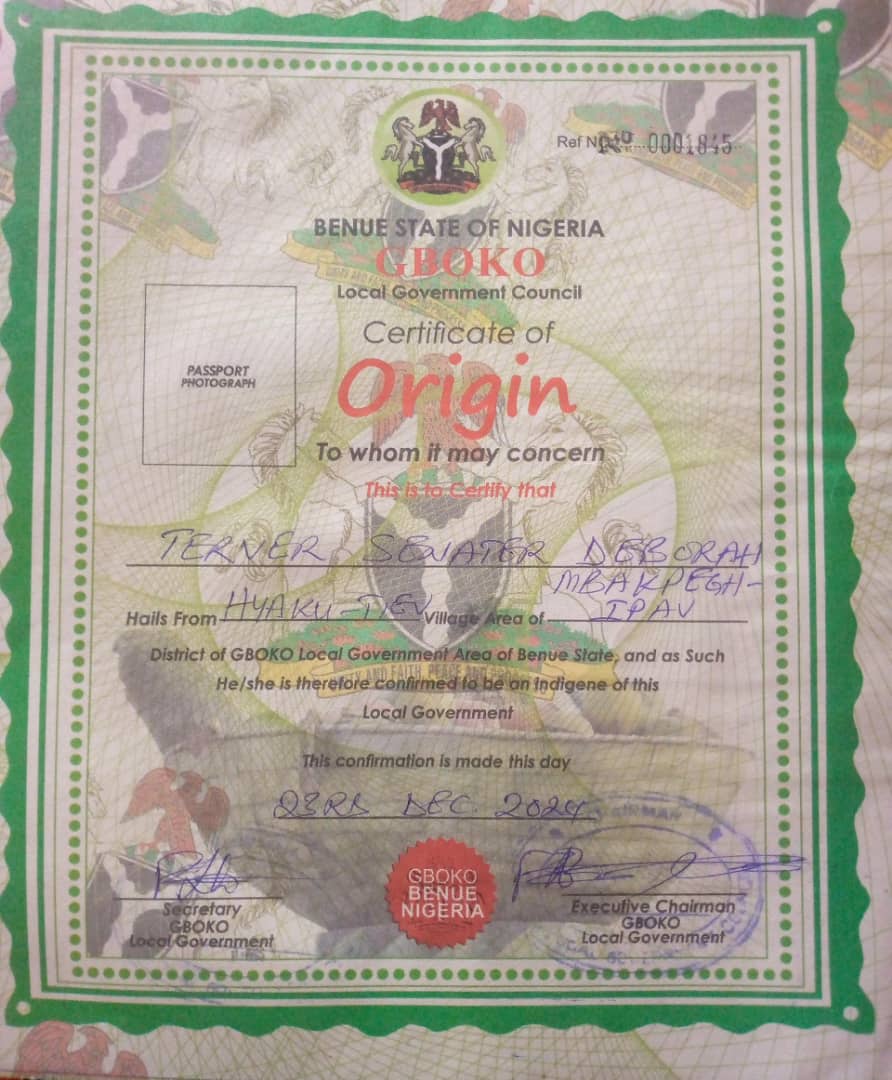 Ref No. 0001845
BENUE STATE OF NIGERIA
GBOKO
Local Government Council
Certificate of
Origin
PASSPORT
PHOTOGRAPH
To whom it may concern
This is to Certify that
TERVER SENATER DEBORAH
Hails From HYAKU-TIEV Village Area of MBAKPEGH-
IPAV
District of GBOKO Local Government Area of Benue State, and as Such
He/she is therefore confirmed to be an Indigene of this
Local Government
This confirmation is made this day
23RD DEC. 2024
GBOKO
BENUE
NIGERIA
Secretary
GBOKO
Local Government
Executive Chairman
GBOKO
Local Government